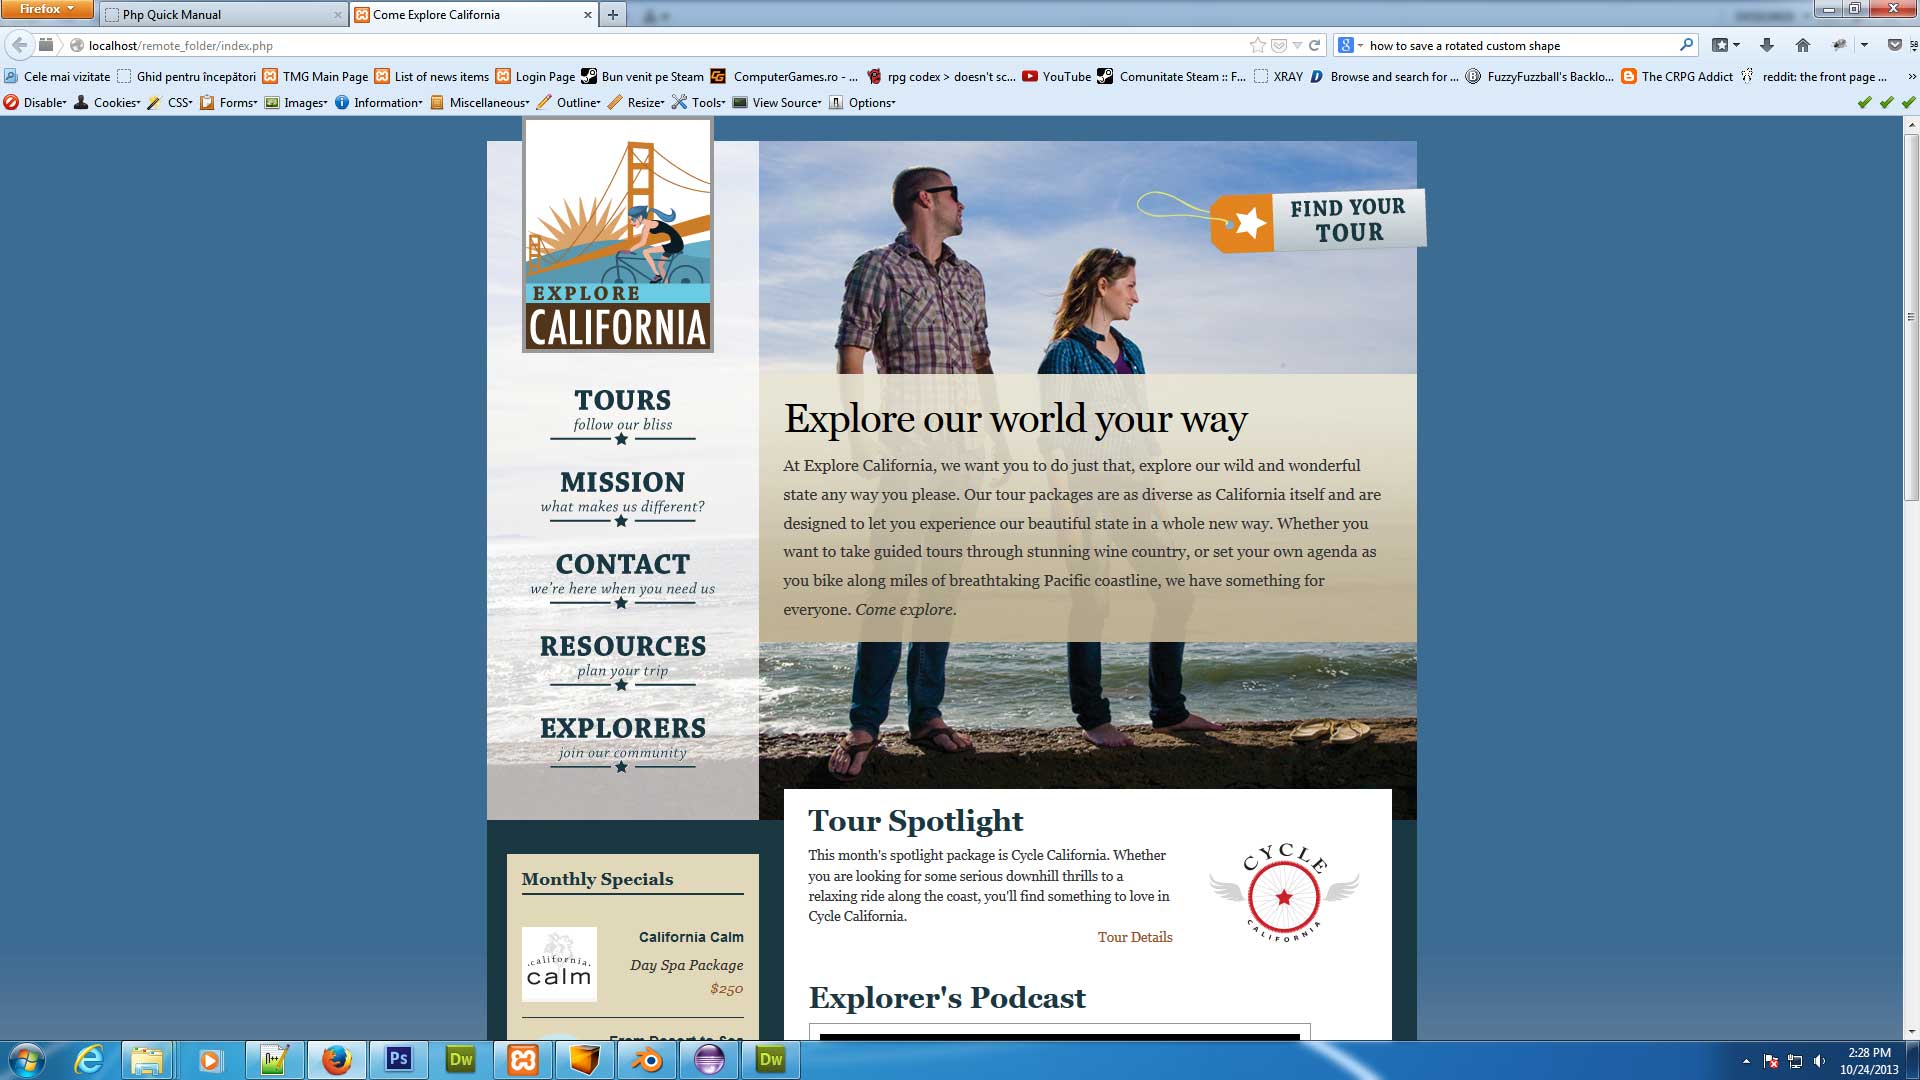 Firefox
Php Quick Manual
Come Explore California
localhost/remote_folder/index.php
how to save a rotated custom shape
58
Cele mai vizitate
Ghid pentru începători
TMG Main Page
List of news items
Login Page
Bun venit pe Steam
ComputerGames.ro - ...
rpg codex > doesn't sc...
YouTube
Comunitate Steam :: F...
XRAY
Browse and search for ...
FuzzyFuzzball's Backlo...
The CRPG Addict
reddit: the front page ...
Disable
Cookies
CSS
Forms
Images
Information
Miscellaneous
Outline
Resize
Tools
View Source
Options
EXPLORE
CALIFORNIA
FIND YOUR
TOUR
TOURS
follow our bliss
MISSION
what makes us different?
CONTACT
we're here when you need us
RESOURCES
plan your trip
EXPLORERS
join our community
Explore our world your way
At Explore California, we want you to do just that, explore our wild and wonderful
state any way you please. Our tour packages are as diverse as California itself and are
designed to let you experience our beautiful state in a whole new way. Whether you
want to take guided tours through stunning wine country, or set your own agenda as
you bike along miles of breathtaking Pacific coastline, we have something for
everyone. Come explore.
Tour Spotlight
This month's spotlight package is Cycle California. Whether
you are looking for some serious downhill thrills to a
relaxing ride along the coast, you'll find something to love in
Cycle California.
Tour Details
CYCLE
CALIFORNIA
Monthly Specials
california
calm
California Calm
Day Spa Package
$250
From Desert to Sea
Explorer's Podcast
Ps
Dw
Dw
2:28 PM
10/24/2013